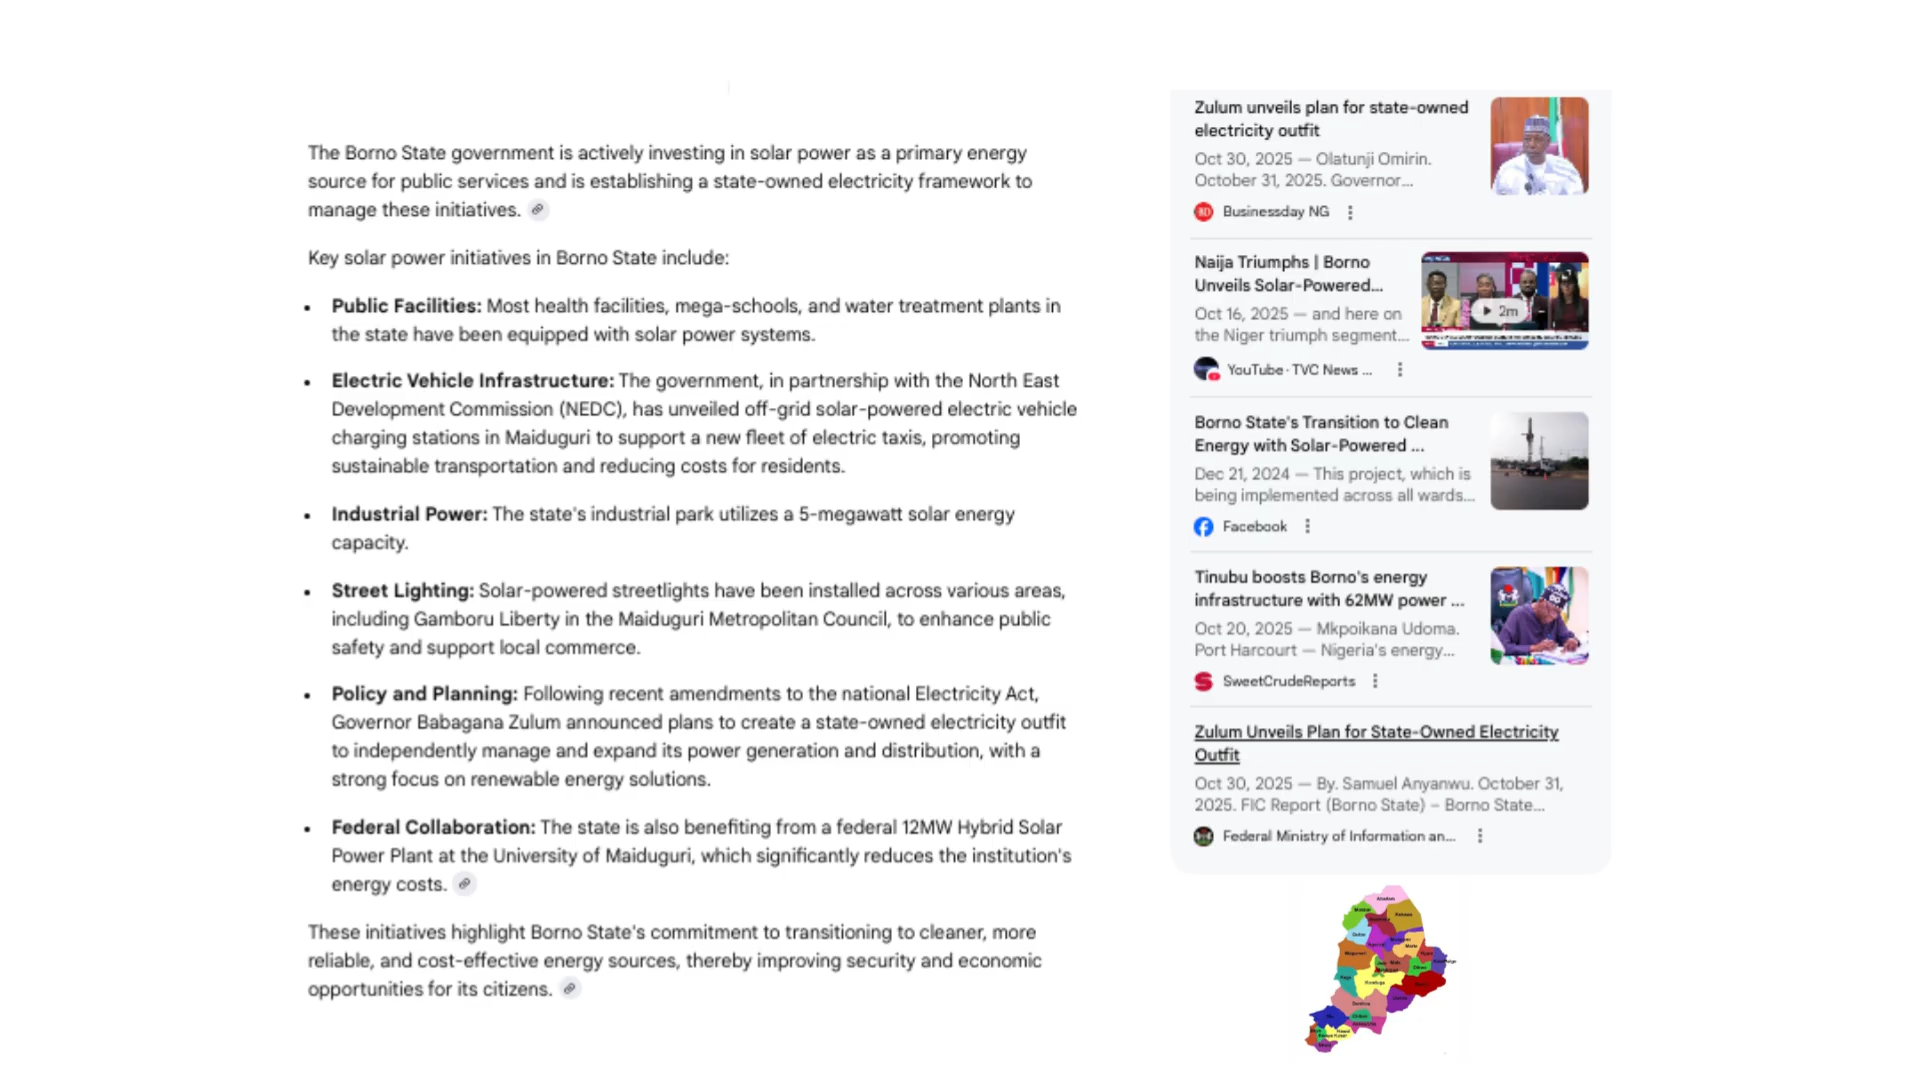 The Borno State government is actively investing in solar power as a primary energy
source for public services and is establishing a state-owned electricity framework to
manage these initiatives.
Key solar power initiatives in Borno State include:
• Public Facilities: Most health facilities, mega-schools, and water treatment plants in
the state have been equipped with solar power systems.
• Electric Vehicle Infrastructure: The government, in partnership with the North East
Development Commission (NEDC), has unveiled off-grid solar-powered electric vehicle
charging stations in Maiduguri to support a new fleet of electric taxis, promoting
sustainable transportation and reducing costs for residents.
• Industrial Power: The state's industrial park utilizes a 5-megawatt solar energy
capacity.
• Street Lighting: Solar-powered streetlights have been installed across various areas,
including Gamboru Liberty in the Maiduguri Metropolitan Council, to enhance public
safety and support local commerce.
• Policy and Planning: Following recent amendments to the national Electricity Act,
Governor Babagana Zulum announced plans to create a state-owned electricity outfit
to independently manage and expand its power generation and distribution, with a
strong focus on renewable energy solutions.
• Federal Collaboration: The state is also benefiting from a federal 12MW Hybrid Solar
Power Plant at the University of Maiduguri, which significantly reduces the institution's
energy costs.
These initiatives highlight Borno State's commitment to transitioning to cleaner, more
reliable, and cost-effective energy sources, thereby improving security and economic
opportunities for its citizens.
Zulum unveils plan for state-owned
electricity outfit
Oct 30, 2025 — Olatunji Omirin.
October 31, 2025. Governor...
BD Businessday NG
Naija Triumphs | Borno
Unveils Solar-Powered...
Oct 16, 2025 — and here on
the Niger triumph segment...
2m
YouTube · TVC News ...
Borno State's Transition to Clean
Energy with Solar-Powered ...
Dec 21, 2024 — This project, which is
being implemented across all wards...
Facebook
Tinubu boosts Borno's energy
infrastructure with 62MW power ...
Oct 20, 2025 — Mkpoikana Udoma.
Port Harcourt — Nigeria's energy...
SweetCrudeReports
Zulum Unveils Plan for State-Owned Electricity
Outfit
Oct 30, 2025 — By. Samuel Anyanwu. October 31,
2025. FIC Report (Borno State) – Borno State...
Federal Ministry of Information an...